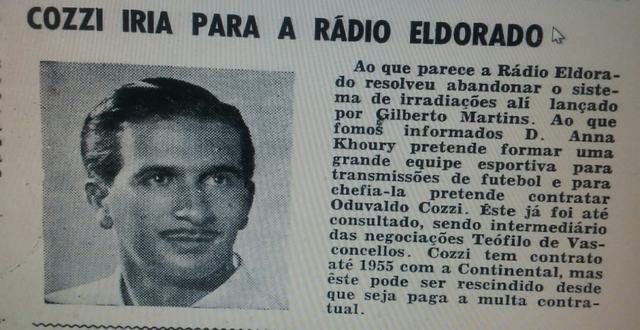 COZZI IRIA PARA A RÁDIO ELDORADO
Ao que parece a Rádio Eldora-
do resolveu abandonar o siste-
ma de irradiações alí lançado
por Gilberto Martins. Ao que
fomos informados D. Anna
Khoury pretende formar uma
grande equipe esportiva para
transmissões de futebol e para
chefia-la pretende contratar
Oduvaldo Cozzi. Êste já foi até
consultado, sendo intermediário
das negociações Teófilo de Vas-
concellos. Cozzi tem contrato
até 1955 com a Continental, mas
êste pode ser rescindido desde
que seja paga a multa contra-
tual.